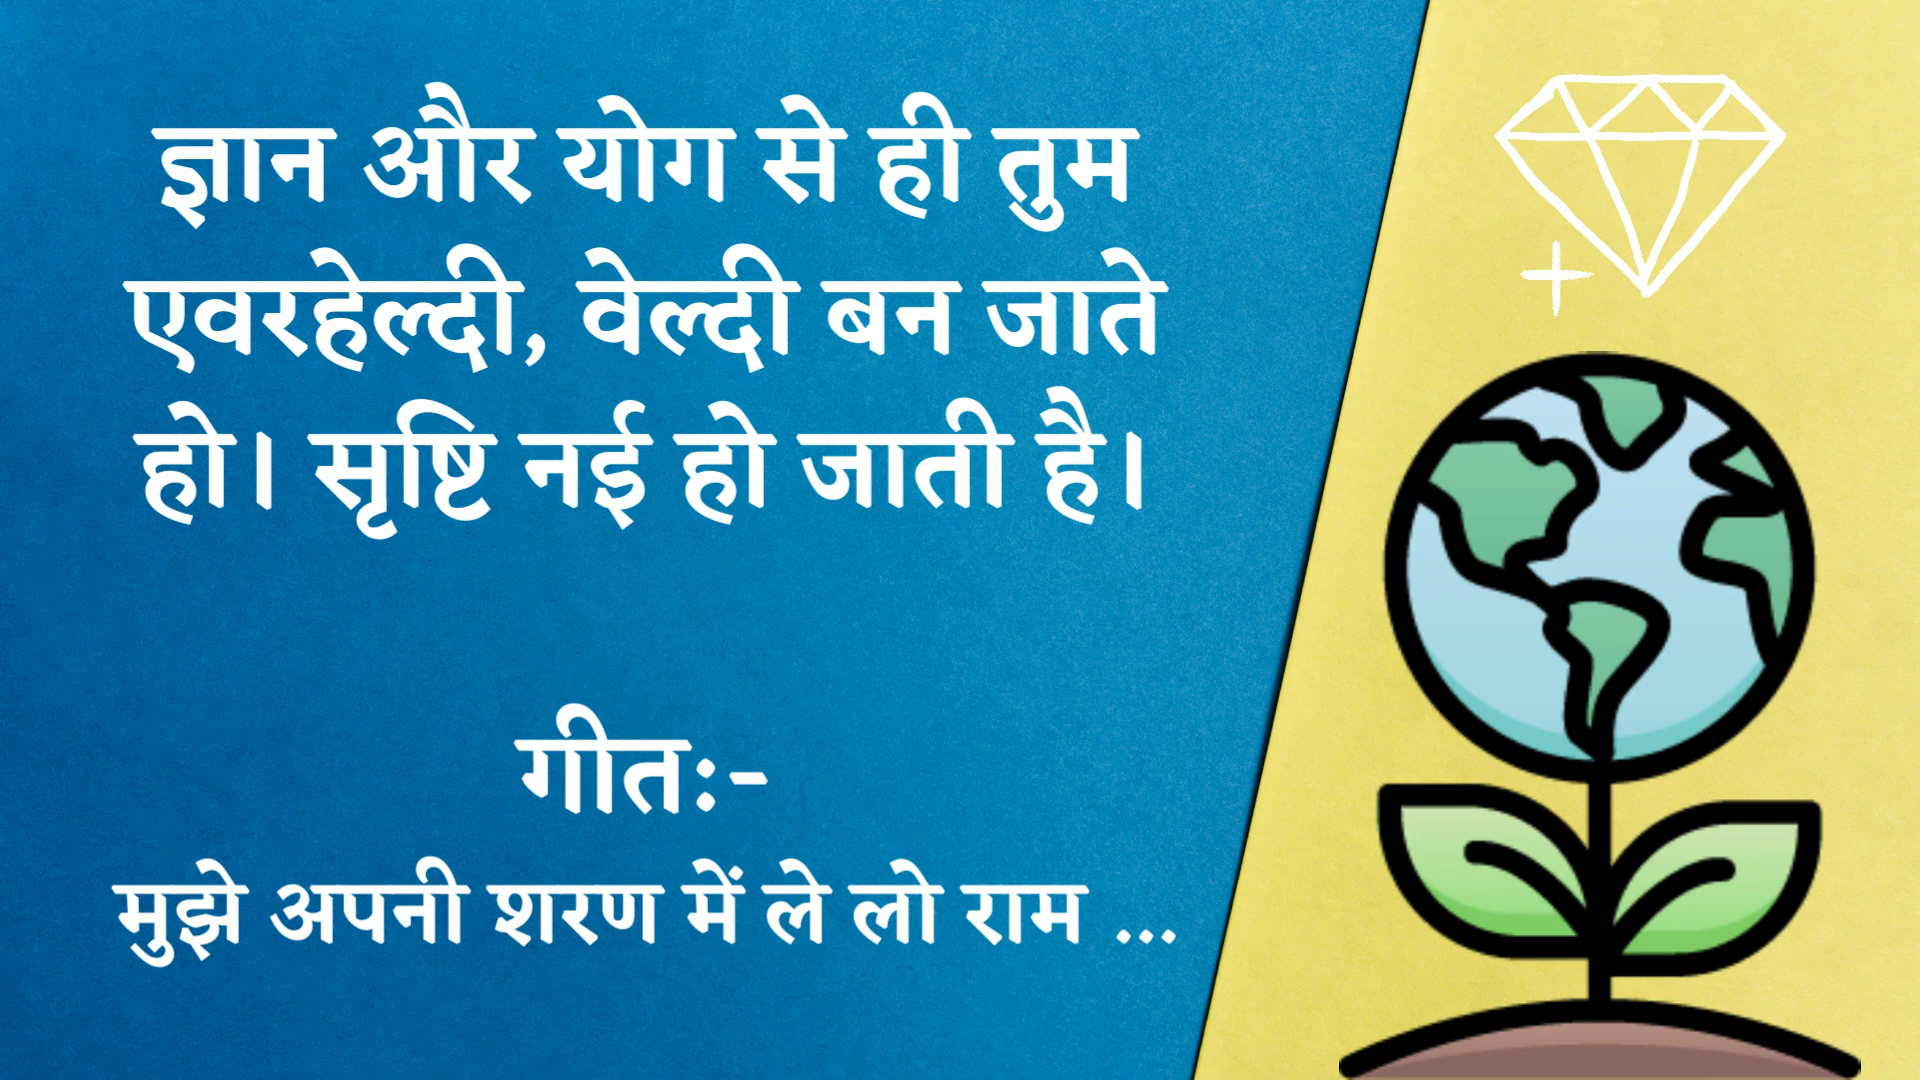 ज्ञान और योग से ही तुम
एवरहेल्दी, वेल्दी बन जाते
हो। सृष्टि नई हो जाती है।
गीतः-
मुझे अपनी शरण में ले लो राम ...